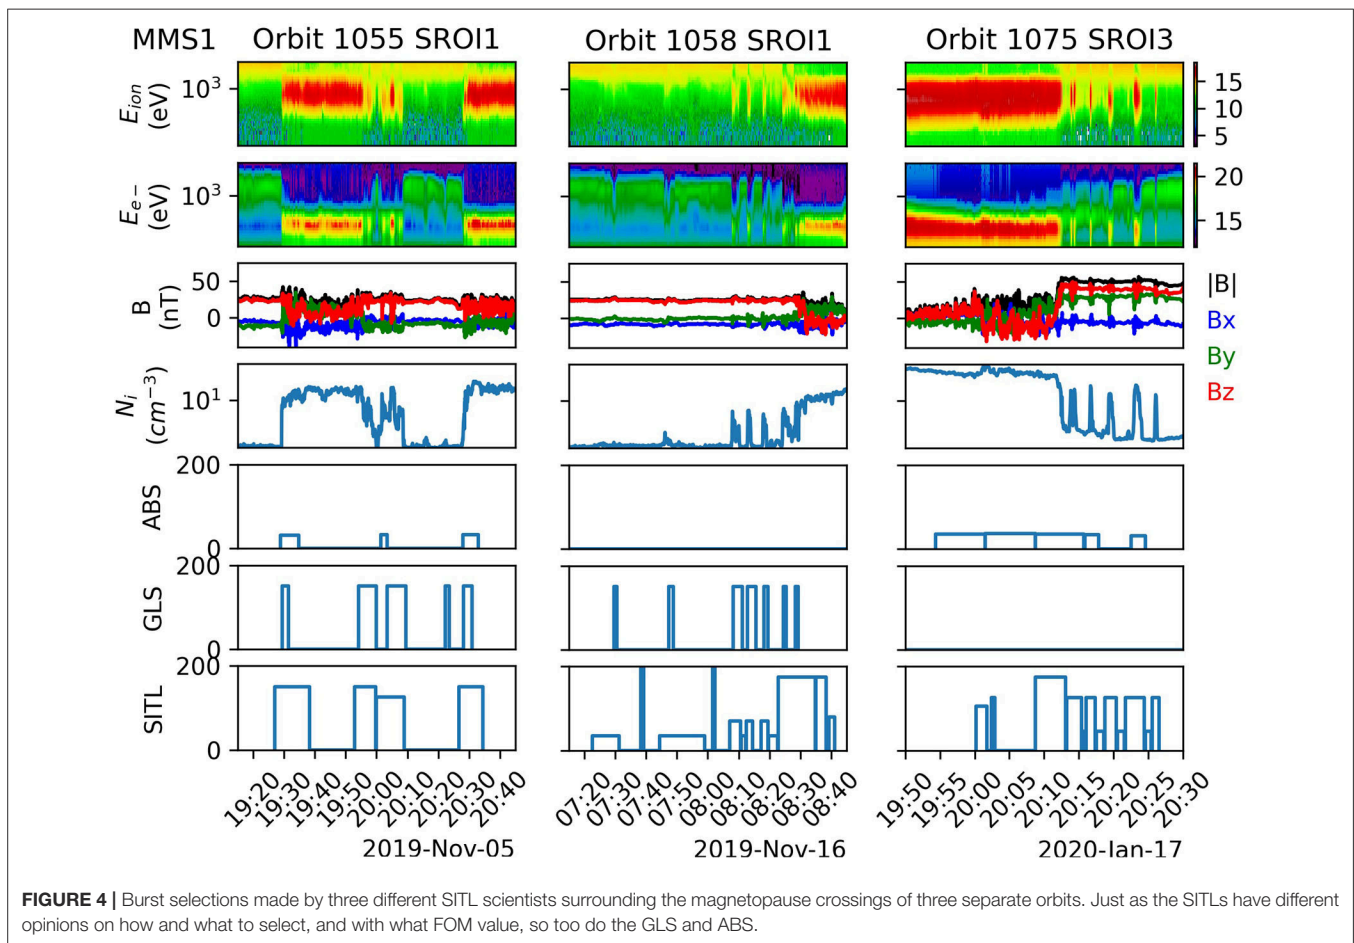 MMS1 Orbit 1055 SROI1 Orbit 1058 SROI1 Orbit 1075 SROI3
E_ion (eV) 10^3 15 10 5
E_e- (eV) 10^3 20 15
B (nT) 50 0 |B| Bx By Bz
N_i (cm^-3) 10^1
ABS 200 0
GLS 200 0
SITL 200 0
19:20 19:30 19:40 19:50 20:00 20:10 20:20 20:30 20:40 07:20 07:30 07:40 07:50 08:00 08:10 08:20 08:30 08:40 19:50 19:55 20:00 20:05 20:10 20:15 20:20 20:25 20:30
2019-Nov-05 2019-Nov-16 2020-Jan-17
FIGURE 4 | Burst selections made by three different SITL scientists surrounding the magnetopause crossings of three separate orbits. Just as the SITLs have different
opinions on how and what to select, and with what FOM value, so too do the GLS and ABS.